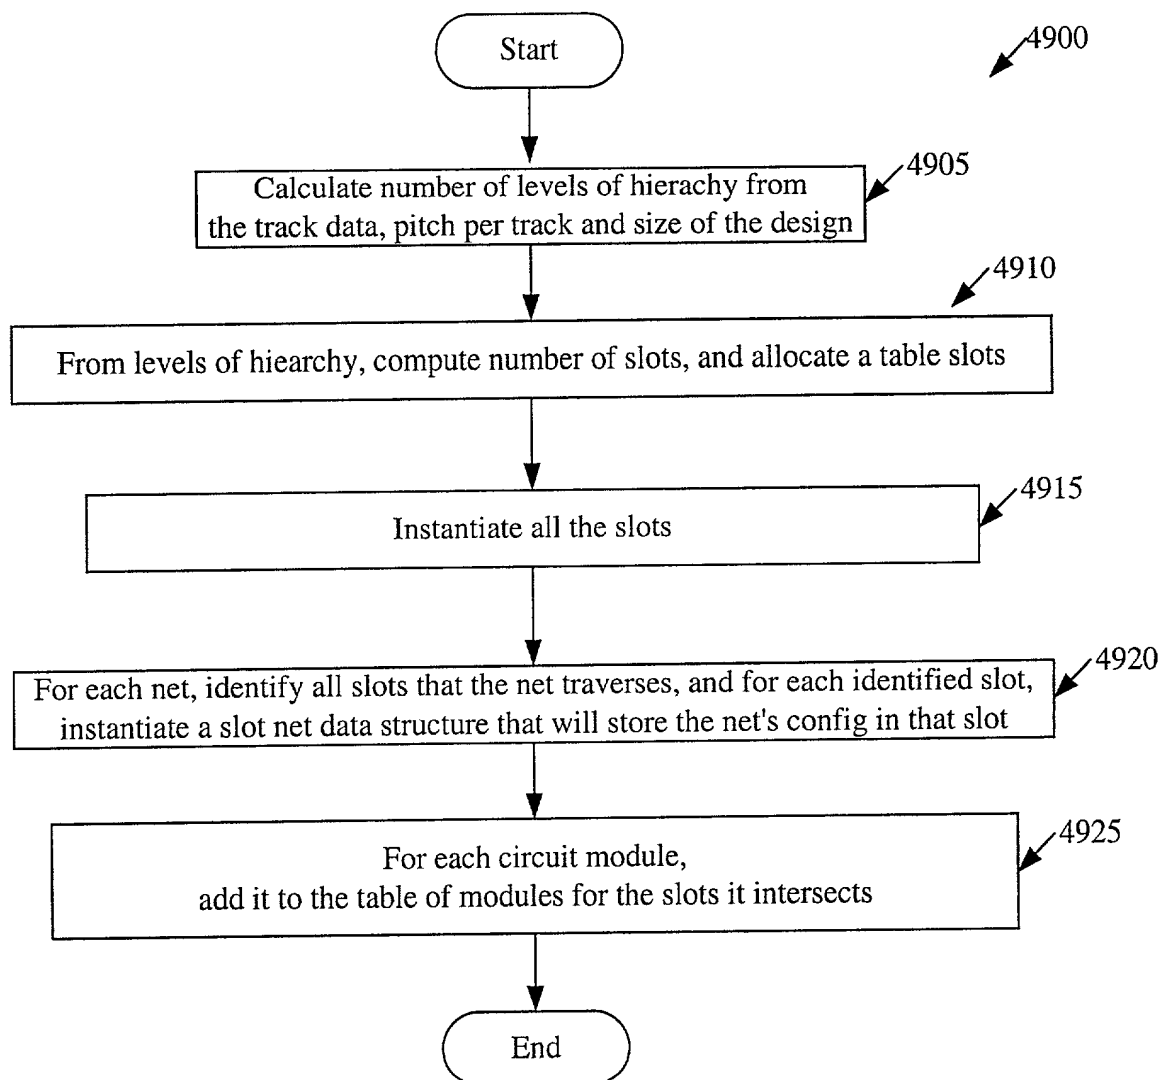 Start
4900
4905
Calculate number of levels of hierachy from
the track data, pitch per track and size of the design
4910
From levels of hiearchy, compute number of slots, and allocate a table slots
4915
Instantiate all the slots
4920
For each net, identify all slots that the net traverses, and for each identified slot,
instantiate a slot net data structure that will store the net's config in that slot
4925
For each circuit module,
add it to the table of modules for the slots it intersects
End